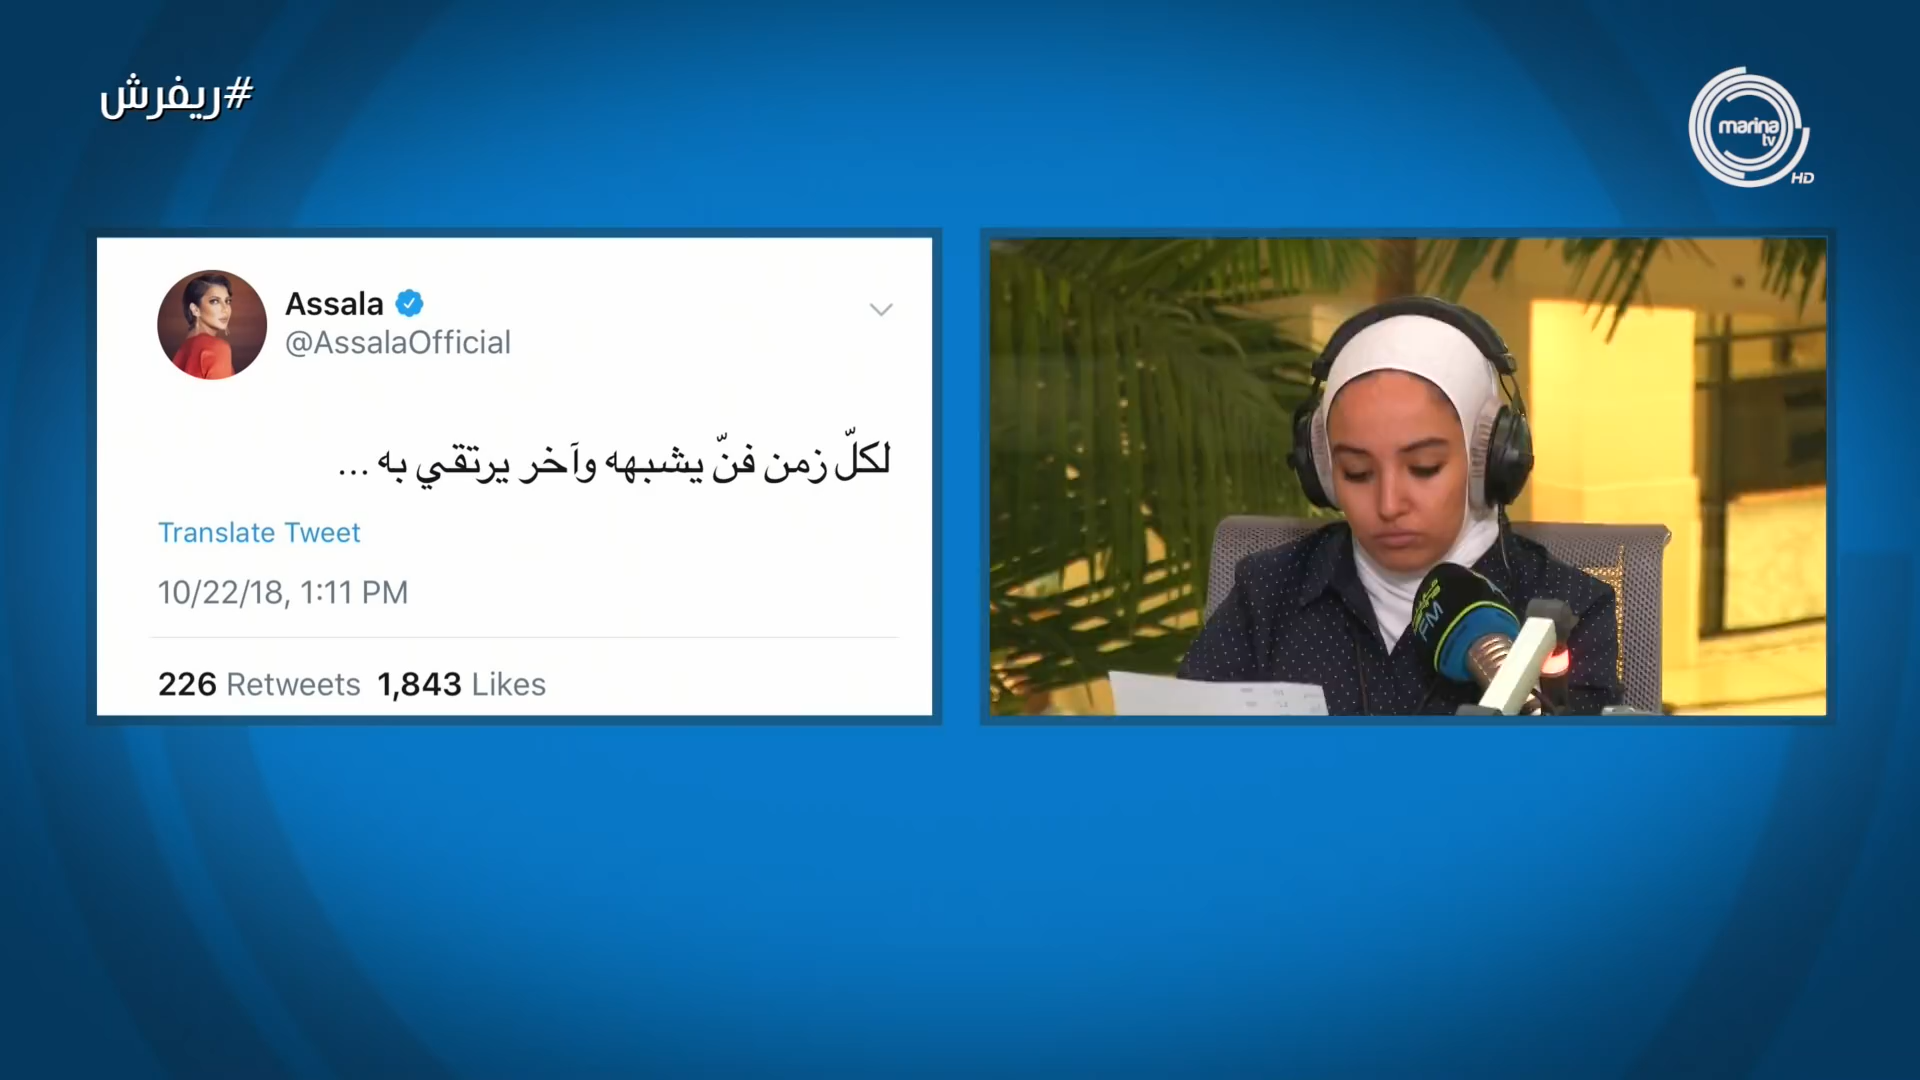 #ريفرش
marina
tv
HD
Assala
@AssalaOfficial
لكلّ زمن فنّ يشبهه وآخر يرتقي به ...
Translate Tweet
10/22/18, 1:11 PM
226 Retweets 1,843 Likes
FM